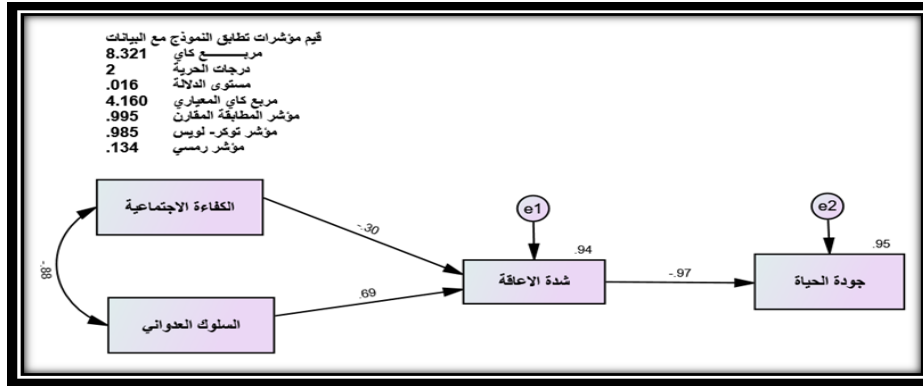 قيم مؤشرات تطابق النموذج مع البيانات
مربـــــــع كاي 8.321
درجات الحرية 2
مستوى الدلالة .016
مربع كاي المعياري 4.160
مؤشر المطابقة المقارن .995
مؤشر توكر- لويس .985
مؤشر رمسي .134
الكفاءة الاجتماعية
-.30
-.88
السلوك العدواني
.69
e1
.94
شدة الاعاقة
-.97
e2
.95
جودة الحياة